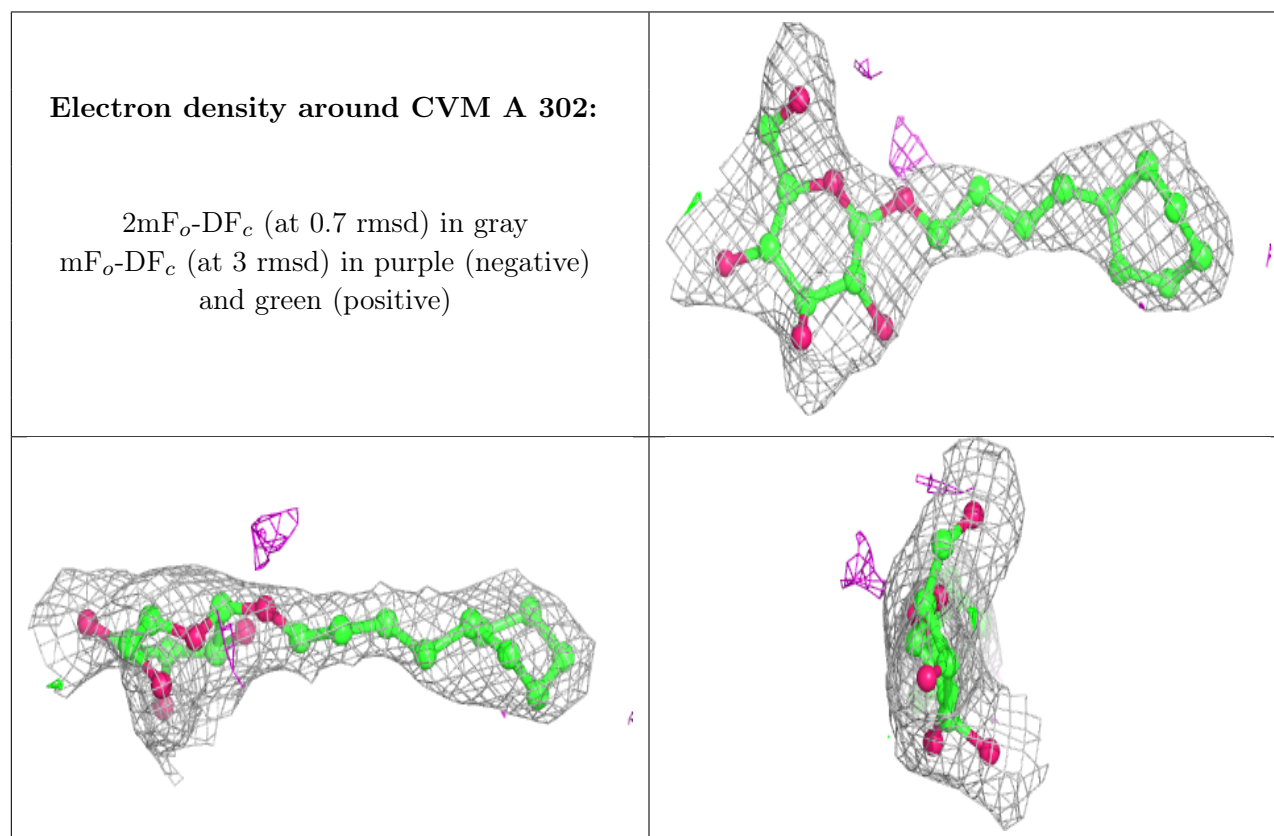 Electron density around CVM A 302:
2mFo-DFc (at 0.7 rmsd) in gray
mFo-DFc (at 3 rmsd) in purple (negative)
and green (positive)